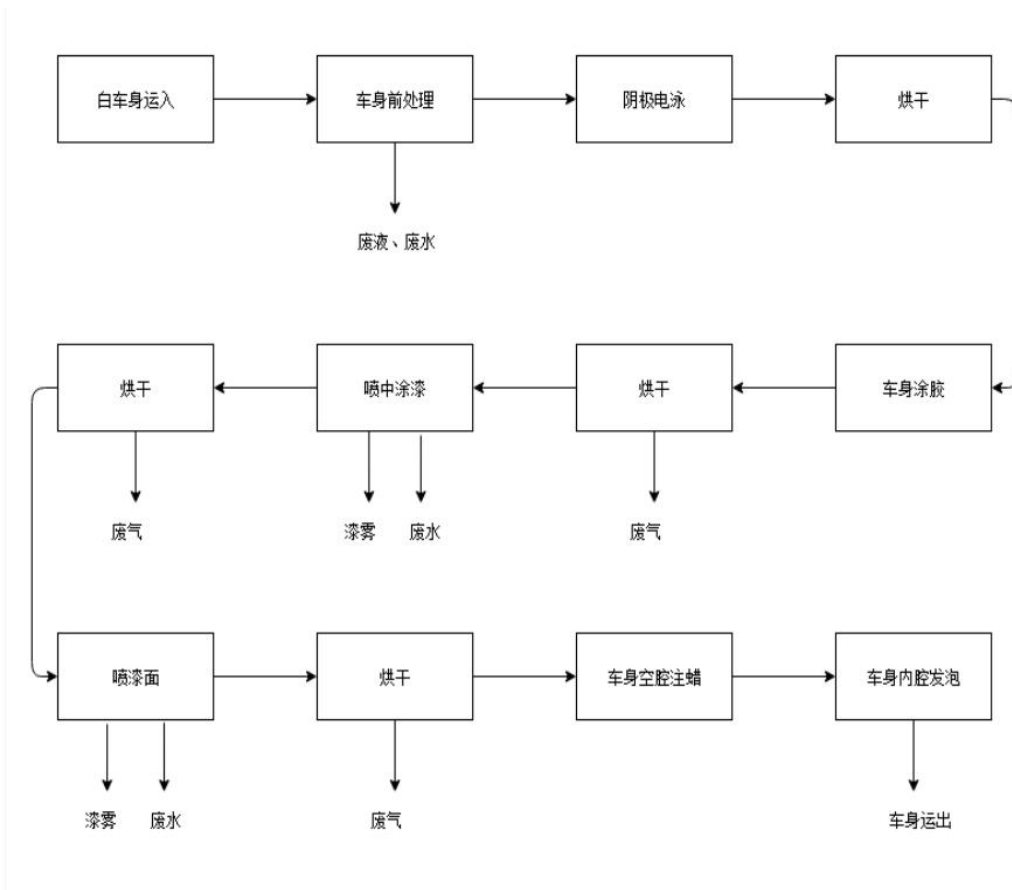 白车身运入
车身前处理
阴极电泳
烘干
废液、废水
烘干
喷中涂漆
烘干
车身涂胶
废气
漆雾
废水
废气
喷漆面
烘干
车身空腔注蜡
车身内腔发泡
漆雾
废水
废气
车身运出